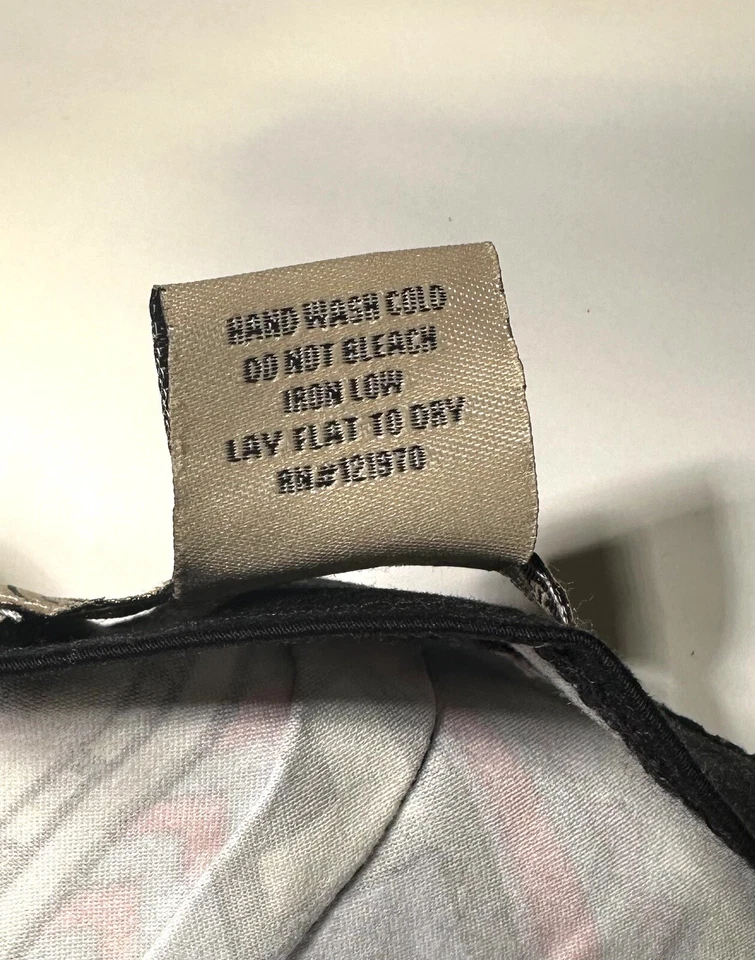 HAND WASH COLD
DO NOT BLEACH
IRON LOW
LAY FLAT TO DRY
RN#121970